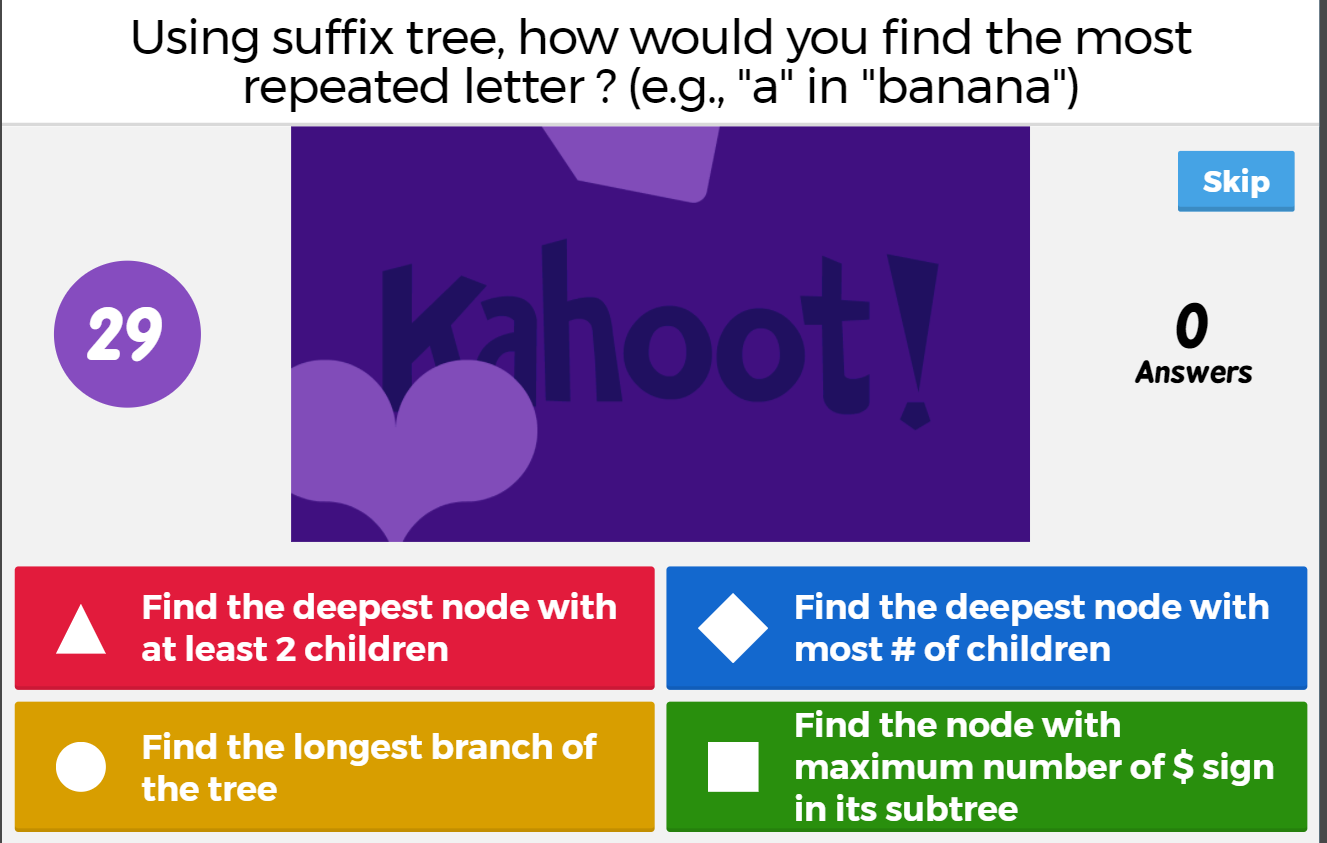 Using suffix tree, how would you find the most
repeated letter ? (e.g., "a" in "banana")
Skip
29
Kahoot!
0
Answers
Find the deepest node with
at least 2 children
Find the deepest node with
most # of children
Find the longest branch of
the tree
Find the node with
maximum number of $ sign
in its subtree